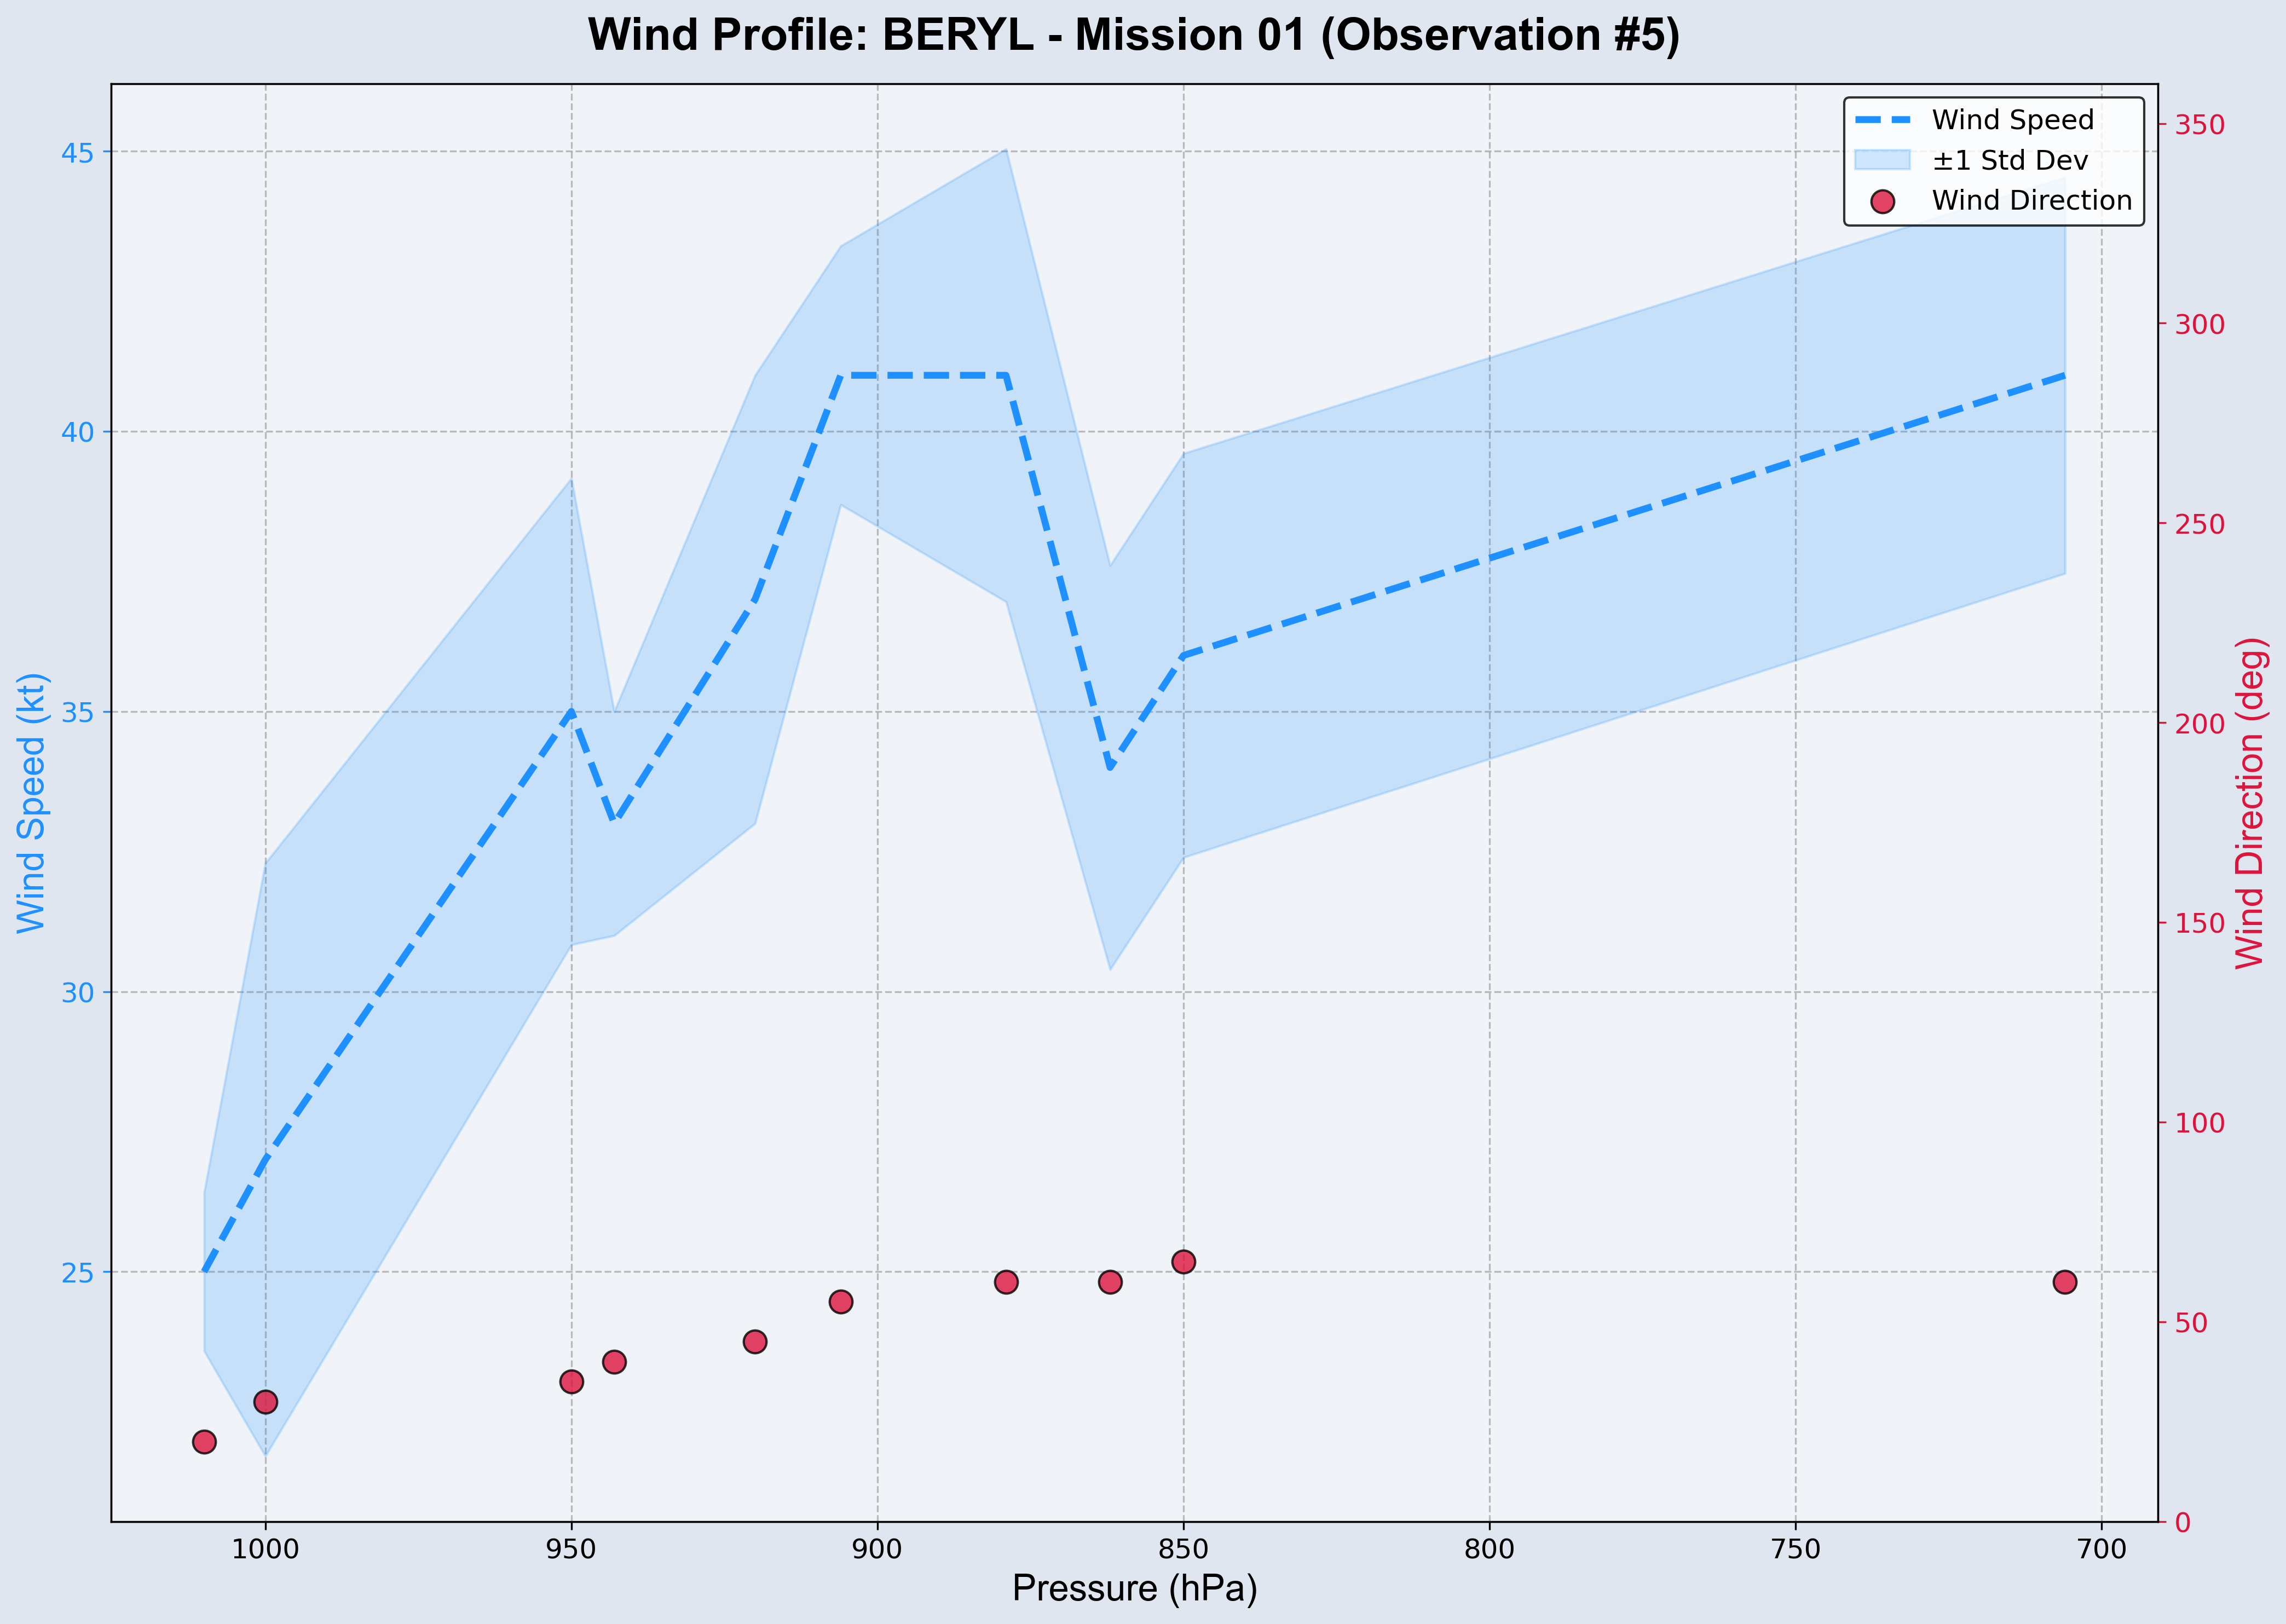 Wind Profile: BERYL - Mission 01 (Observation #5)
Wind Speed
±1 Std Dev
Wind Direction
Wind Speed (kt)
45
40
35
30
25
350
300
250
200
150
100
50
0
Wind Direction (deg)
1000 950 900 850 800 750 700
Pressure (hPa)